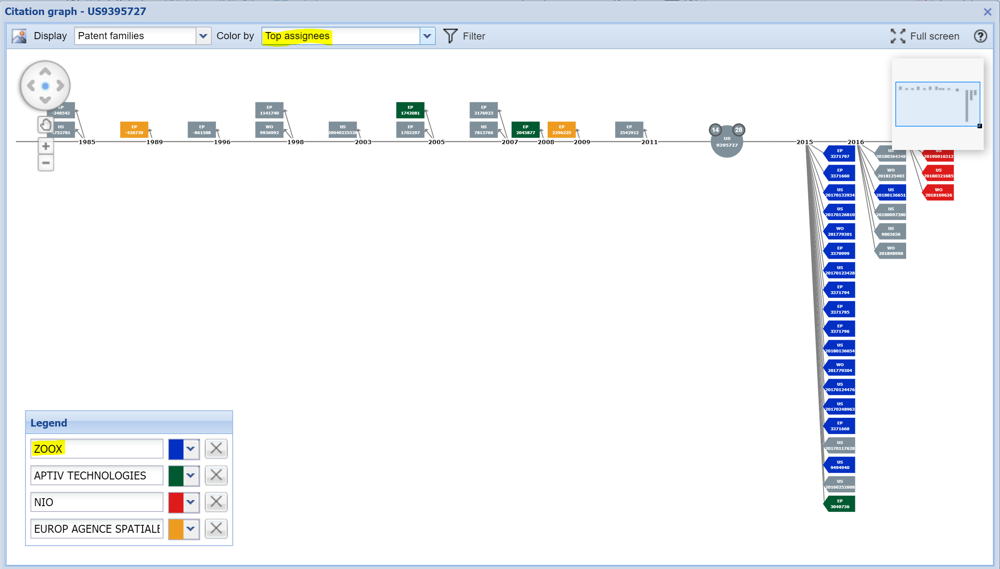 Citation graph - US9395727
Display Patent families Color by Top assignees Filter Full screen
EP
-240543
US
EP
-420739
EP
-861508
EP
1141740
WO
9936992
US
20040235528
EP
1742081
EP
1703297
EP
2176923
US
7813766
EP
2045877
EP
2296225
EP
2542912
14 28
US
9395727
1985 1989 1996 1998 2003 2005 2007 2008 2009 2011 2015 2016
EP
3371797
EP
3371660
US
20170132934
US
20170126810
WO
201779301
EP
3370999
US
20170123428
EP
3371794
EP
3371795
EP
3371796
US
20180136654
WO
201779304
US
20170124476
US
20170248963
EP
3371668
US
20170117628
US
9494940
US
20160252608
EP
3040736
US
20180364348
WO
2018125403
US
20180136651
US
20180097280
US
9802656
WO
201898998
US
20190016312
US
20180321685
WO
2018169626
Legend
ZOOX
APTIV TECHNOLOGIES
NIO
EUROP AGENCE SPATIALE